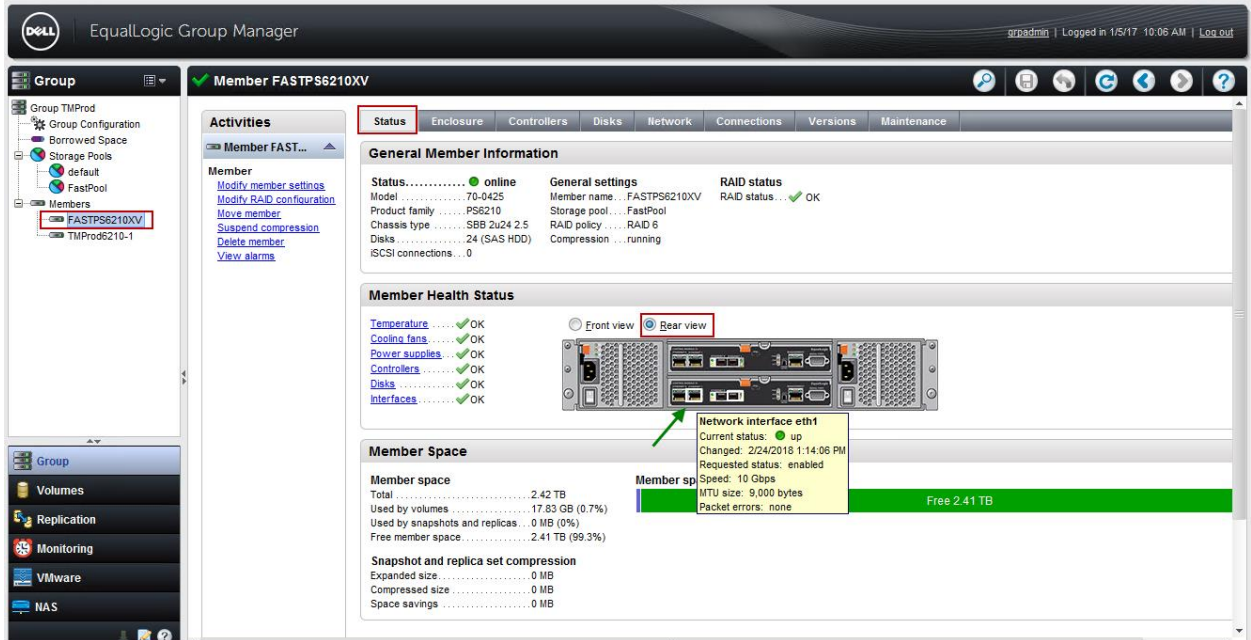 DELL
EqualLogic Group Manager
grpadmin | Logged in 1/5/17 10:06 AM | Log out
Group
Group TMProd
Group Configuration
Borrowed Space
Storage Pools
default
FastPool
Members
FASTPS6210XV
TMProd6210-1
Group
Volumes
Replication
Monitoring
VMware
NAS
Member FASTPS6210XV
Activities
Member FAST...
Member
Modify member settings
Modify RAID configuration
Move member
Suspend compression
Delete member
View alarms
Status Enclosure Controllers Disks Network Connections Versions Maintenance
General Member Information
Status............. online
Model ...............70-0425
Product family ......PS6210
Chassis type .......SBB 2u24 2.5
Disks................24 (SAS HDD)
iSCSI connections...0
General settings
Member name...FASTPS6210XV
Storage pool....FastPool
RAID policy .....RAID 6
Compression ...running
RAID status
RAID status... OK
Member Health Status
Temperature ..... OK
Cooling fans...... OK
Power supplies... OK
Controllers ....... OK
Disks ............ OK
Interfaces........ OK
Front view Rear view
Network interface eth1
Current status: up
Changed: 2/24/2018 1:14:06 PM
Requested status: enabled
Speed: 10 Gbps
MTU size: 9,000 bytes
Packet errors: none
Member Space
Member space
Total ..............................2.42 TB
Used by volumes ..................17.83 GB (0.7%)
Used by snapshots and replicas...0 MB (0%)
Free member space...............2.41 TB (99.3%)
Member sp
Free 2.41 TB
Snapshot and replica set compression
Expanded size....................0 MB
Compressed size ..................0 MB
Space savings ....................0 MB